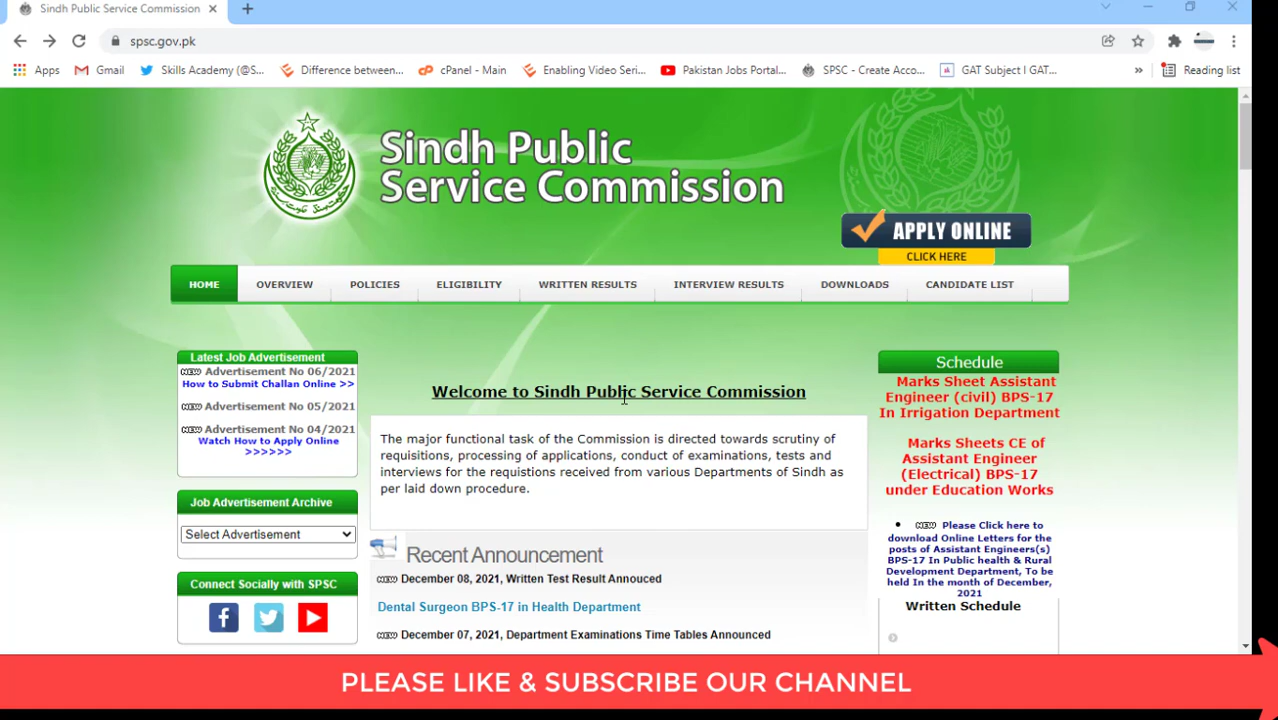 Sindh Public Service Commission
spsc.gov.pk
Apps Gmail Skills Academy (@S... Difference between... cPanel - Main Enabling Video Seri... Pakistan Jobs Portal... SPSC - Create Acco... GAT Subject I GAT... » Reading list
Sindh Public
Service Commission
APPLY ONLINE
CLICK HERE
HOME OVERVIEW POLICIES ELIGIBILITY WRITTEN RESULTS INTERVIEW RESULTS DOWNLOADS CANDIDATE LIST
Latest Job Advertisement
NEW Advertisement No 06/2021
How to Submit Challan Online >>
NEW Advertisement No 05/2021
NEW Advertisement No 04/2021
Watch How to Apply Online
>>>>>>
Job Advertisement Archive
Select Advertisement
Connect Socially with SPSC
Welcome to Sindh Public Service Commission
The major functional task of the Commission is directed towards scrutiny of
requisitions, processing of applications, conduct of examinations, tests and
interviews for the requistions received from various Departments of Sindh as
per laid down procedure.
Recent Announcement
NEW December 08, 2021, Written Test Result Annouced
Dental Surgeon BPS-17 in Health Department
NEW December 07, 2021, Department Examinations Time Tables Announced
Schedule
Marks Sheet Assistant
Engineer (civil) BPS-17
In Irrigation Department
Marks Sheets CE of
Assistant Engineer
(Electrical) BPS-17
under Education Works
NEW Please Click here to
download Online Letters for the
posts of Assistant Engineers(s)
BPS-17 In Public health & Rural
Development Department, To be
held In the month of December,
2021
Written Schedule
PLEASE LIKE & SUBSCRIBE OUR CHANNEL